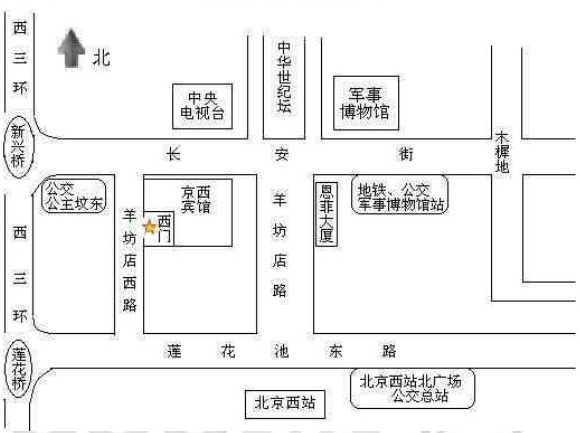 西三环
北
中华世纪坛
中央
电视台
军事
博物馆
新兴桥
长安街
木樨地
公交
公主坟东
京西
宾馆
西门
羊坊店西路
羊坊店路
恩菲大厦
地铁、公交
军事博物馆站
西三环
莲花池东路
莲花桥
北京西站
北京西站北广场
公交总站